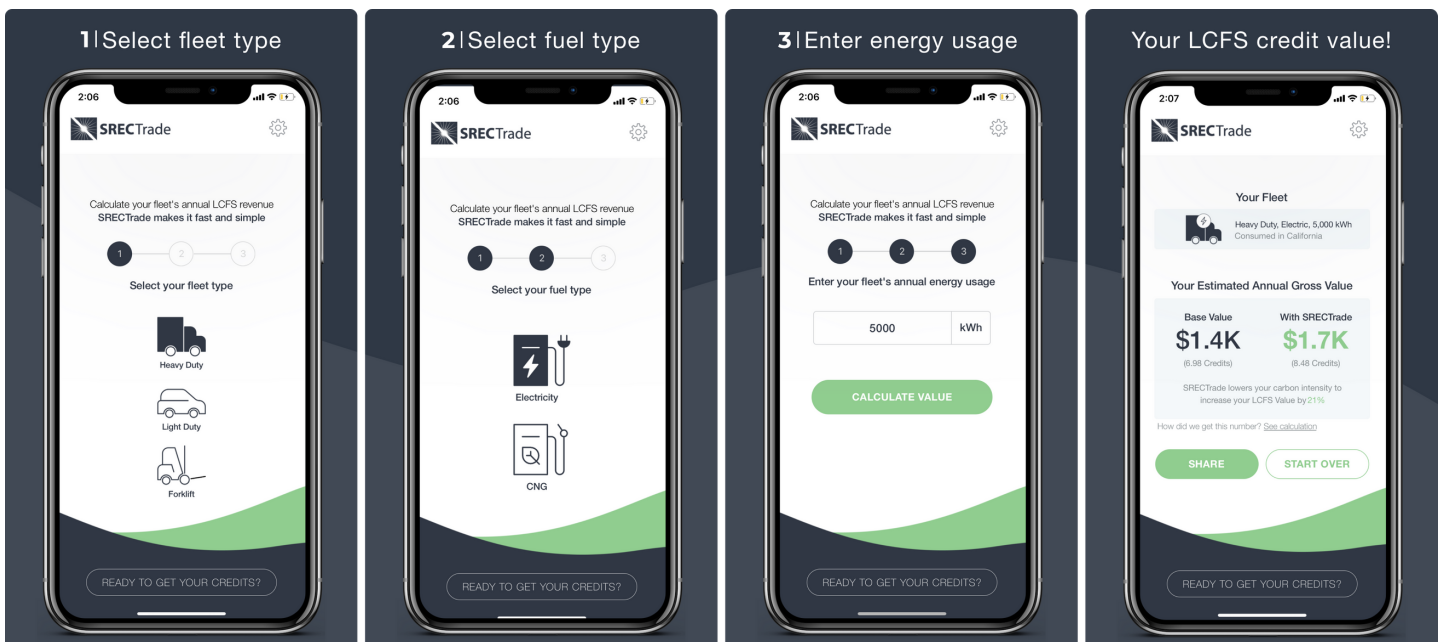 1|Select fleet type
2:06
SRECTrade
Calculate your fleet's annual LCFS revenue
SRECTrade makes it fast and simple
1
2
3
Select your fleet type
Heavy Duty
Light Duty
Forklift
READY TO GET YOUR CREDITS?
2|Select fuel type
2:06
SRECTrade
Calculate your fleet's annual LCFS revenue
SRECTrade makes it fast and simple
1
2
3
Select your fuel type
Electricity
CNG
READY TO GET YOUR CREDITS?
3|Enter energy usage
2:06
SRECTrade
Calculate your fleet's annual LCFS revenue
SRECTrade makes it fast and simple
1
2
3
Enter your fleet's annual energy usage
5000 kWh
CALCULATE VALUE
READY TO GET YOUR CREDITS?
Your LCFS credit value!
2:07
SRECTrade
Your Fleet
Heavy Duty, Electric, 5,000 kWh
Consumed in California
Your Estimated Annual Gross Value
Base Value With SRECTrade
$1.4K $1.7K
(6.98 Credits) (8.48 Credits)
SRECTrade lowers your carbon intensity to
increase your LCFS Value by 21%
How did we get this number? See calculation
SHARE START OVER
READY TO GET YOUR CREDITS?